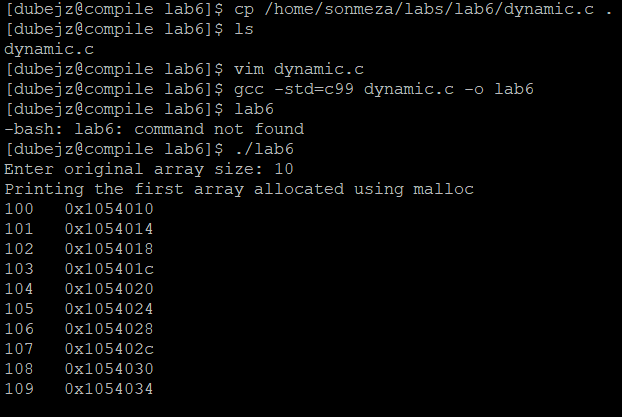 [dubejz@compile lab6]$ cp /home/sonmeza/labs/lab6/dynamic.c .
[dubejz@compile lab6]$ ls
dynamic.c
[dubejz@compile lab6]$ vim dynamic.c
[dubejz@compile lab6]$ gcc -std=c99 dynamic.c -o lab6
[dubejz@compile lab6]$ lab6
-bash: lab6: command not found
[dubejz@compile lab6]$ ./lab6
Enter original array size: 10
Printing the first array allocated using malloc
100   0x1054010
101   0x1054014
102   0x1054018
103   0x105401c
104   0x1054020
105   0x1054024
106   0x1054028
107   0x105402c
108   0x1054030
109   0x1054034